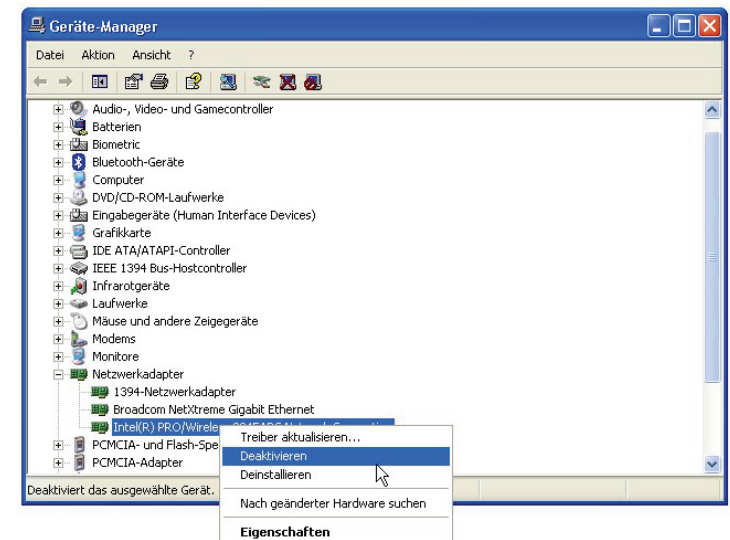 Geräte-Manager
Datei Aktion Ansicht ?
Audio-, Video- und Gamecontroller
Batterien
Biometric
Bluetooth-Geräte
Computer
DVD/CD-ROM-Laufwerke
Eingabegeräte (Human Interface Devices)
Grafikkarte
IDE ATA/ATAPI-Controller
IEEE 1394 Bus-Hostcontroller
Infrarotgeräte
Laufwerke
Mäuse und andere Zeigegeräte
Modems
Monitore
Netzwerkadapter
1394-Netzwerkadapter
Broadcom NetXtreme Gigabit Ethernet
Intel(R) PRO/Wirele
PCMCIA- und Flash-Spe
PCMCIA-Adapter
Treiber aktualisieren...
Deaktivieren
Deinstallieren
Nach geänderter Hardware suchen
Eigenschaften
Deaktiviert das ausgewählte Gerät.